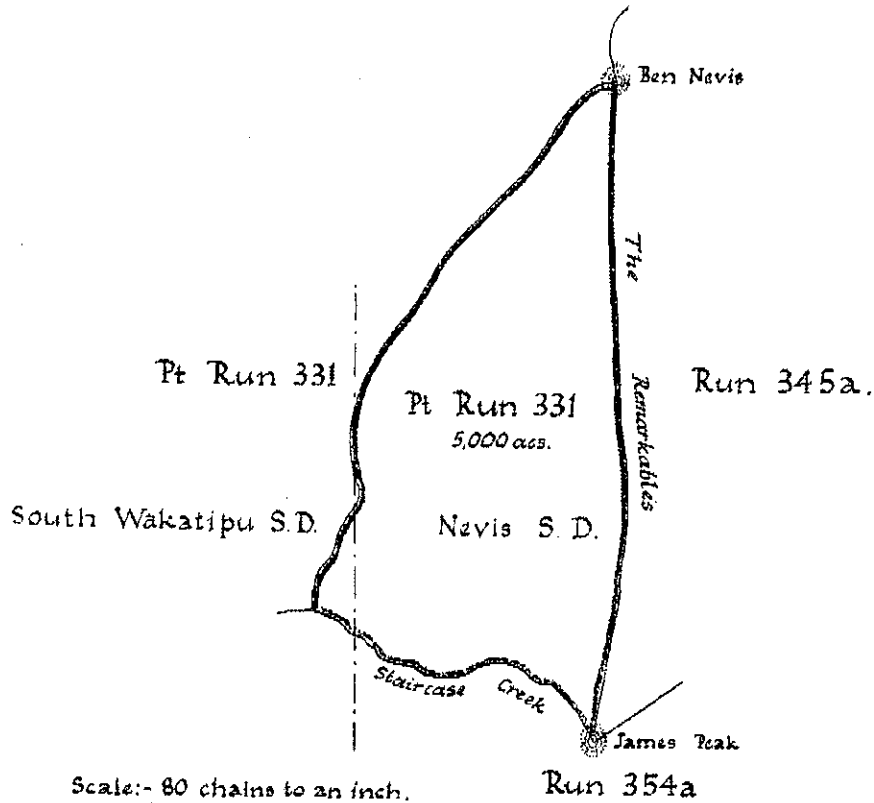 Ben Nevis
The
Remarkables
Pt Run 331
Pt Run 331
5,000 acs.
Run 345a.
South Wakatipu S.D.
Nevis S.D.
Staircase Creek
James Peak
Scale:- 80 chains to an inch.
Run 354a